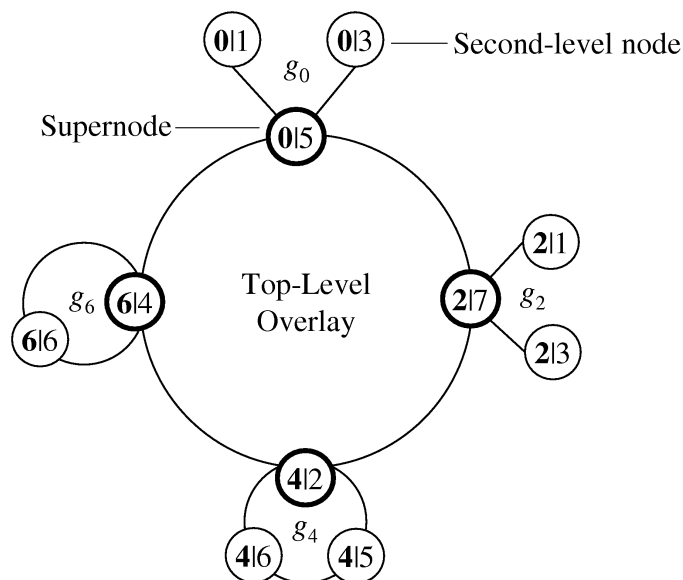 0|1
0|3
Second-level node
g0
Supernode
0|5
2|1
Top-Level
Overlay
g6
6|4
2|7
g2
6|6
2|3
4|2
g4
4|6
4|5